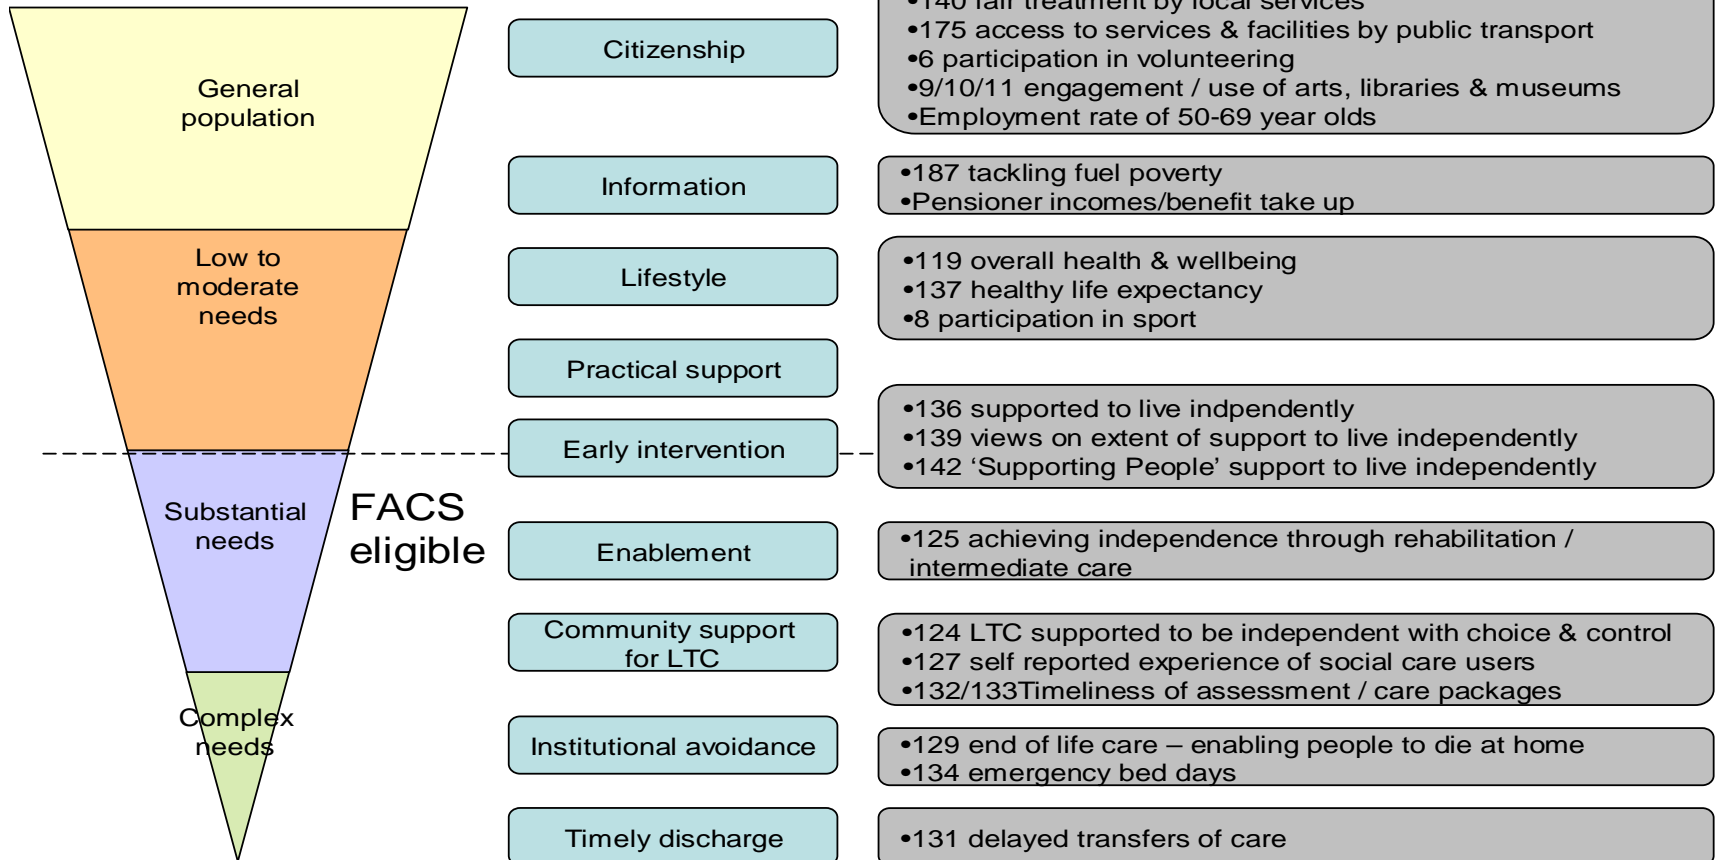 General
population
Low to
moderate
needs
Substantial
needs
Complex
needs
FACS
eligible
Citizenship
Information
Lifestyle
Practical support
Early intervention
Enablement
Community support
for LTC
Institutional avoidance
Timely discharge
•140 fair treatment by local services
•175 access to services & facilities by public transport
•6 participation in volunteering
•9/10/11 engagement / use of arts, libraries & museums
•Employment rate of 50-69 year olds
•187 tackling fuel poverty
•Pensioner incomes/benefit take up
•119 overall health & wellbeing
•137 healthy life expectancy
•8 participation in sport
•136 supported to live indpendently
•139 views on extent of support to live independently
•142 ‘Supporting People’ support to live independently
•125 achieving independence through rehabilitation /
intermediate care
•124 LTC supported to be independent with choice & control
•127 self reported experience of social care users
•132/133Timeliness of assessment / care packages
•129 end of life care – enabling people to die at home
•134 emergency bed days
•131 delayed transfers of care